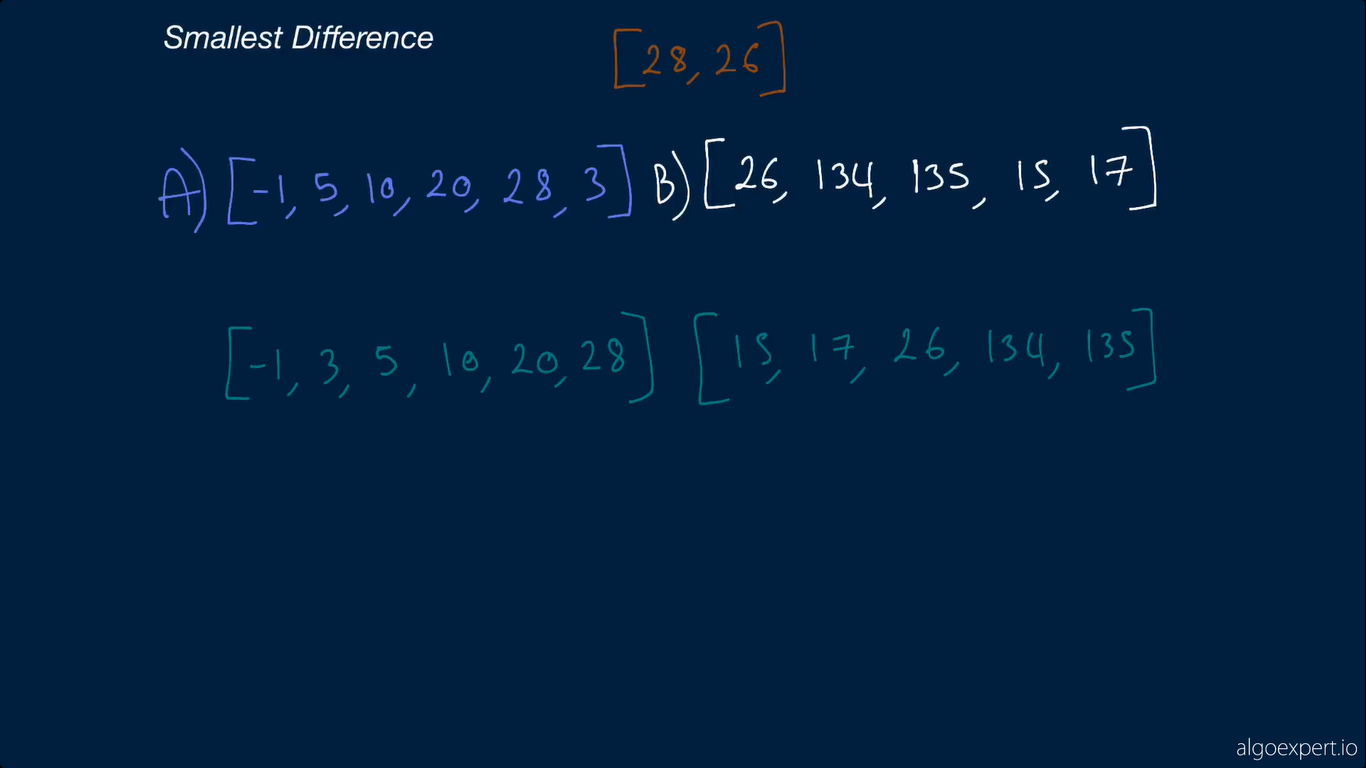 Smallest Difference
[28, 26]
A) [-1, 5, 10, 20, 28, 3] B) [26, 134, 135, 15, 17]
[-1, 3, 5, 10, 20, 28] [15, 17, 26, 134, 135]
algoexpert.io